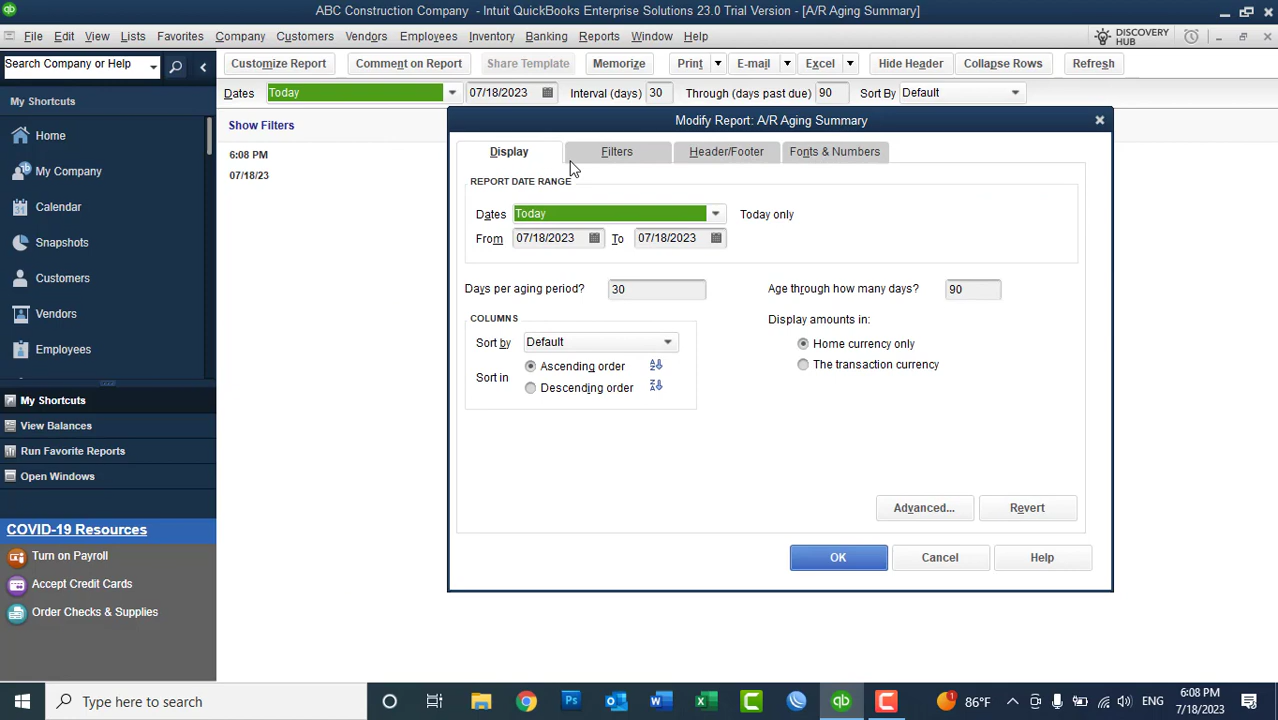 ABC Construction Company - Intuit QuickBooks Enterprise Solutions 23.0 Trial Version - [A/R Aging Summary]
File Edit View Lists Favorites Company Customers Vendors Employees Inventory Banking Reports Window Help
DISCOVERY
HUB
Search Company or Help
Customize Report Comment on Report Share Template Memorize Print E-mail Excel Hide Header Collapse Rows Refresh
Dates Today 07/18/2023 Interval (days) 30 Through (days past due) 90 Sort By Default
My Shortcuts
Home
My Company
Calendar
Snapshots
Customers
Vendors
Employees
My Shortcuts
View Balances
Run Favorite Reports
Open Windows
COVID-19 Resources
Turn on Payroll
Accept Credit Cards
Order Checks & Supplies
Show Filters
6:08 PM
07/18/23
Modify Report: A/R Aging Summary
Display Filters Header/Footer Fonts & Numbers
REPORT DATE RANGE
Dates Today Today only
From 07/18/2023 To 07/18/2023
Days per aging period? 30 Age through how many days? 90
COLUMNS
Sort by Default
Sort in Ascending order
Descending order
Display amounts in:
Home currency only
The transaction currency
Advanced... Revert
OK Cancel Help
Type here to search
86°F ENG 6:08 PM
7/18/2023